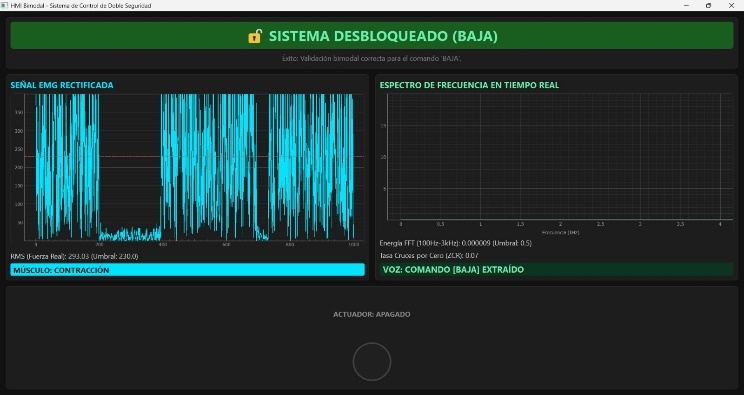 HMI Bimodal - Sistema de Control de Doble Seguridad
SISTEMA DESBLOQUEADO (BAJA)
Éxito: Validación bimodal correcta para el comando 'BAJA'.
SEÑAL EMG RECTIFICADA
350
300
250
200
150
100
50
0 200 400 600 800 1000
RMS (Fuerza Real): 293.03 (Umbral: 230.0)
MÚSCULO: CONTRACCIÓN
ESPECTRO DE FRECUENCIA EN TIEMPO REAL
15
10
5
0 0.5 1 1.5 2 2.5 3 3.5 4
Frecuencia (kHz)
Energía FFT (100Hz-3kHz): 0.000009 (Umbral: 0.5)
Tasa Cruces por Cero (ZCR): 0.07
VOZ: COMANDO [BAJA] EXTRAÍDO
ACTUADOR: APAGADO